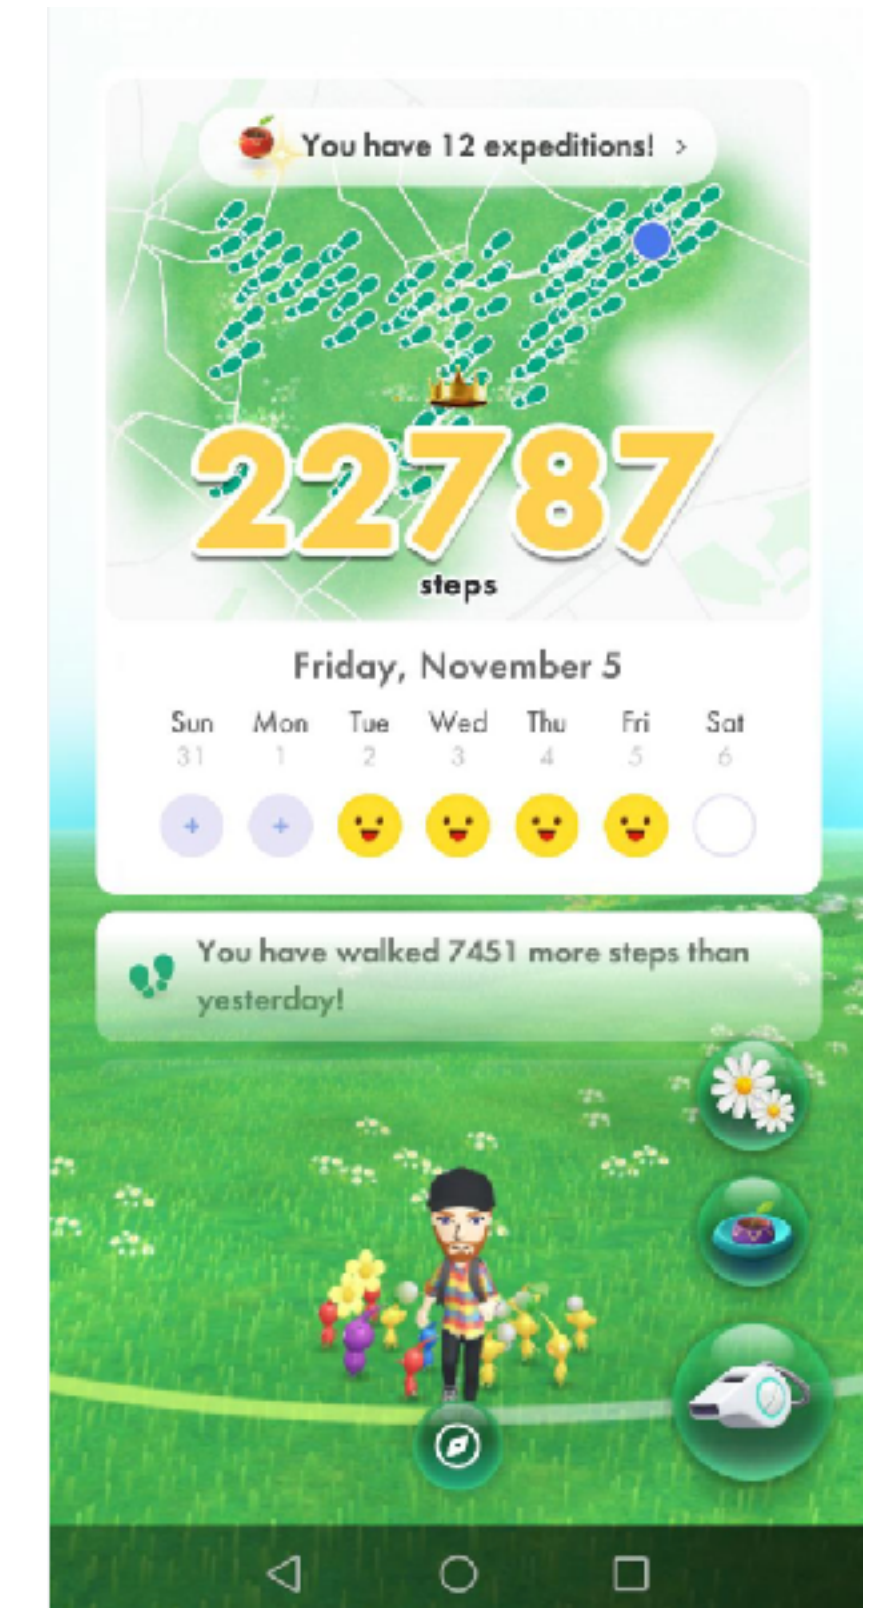 You have 12 expeditions! >
22787
steps
Friday, November 5
Sun Mon Tue Wed Thu Fri Sat
31 1 2 3 4 5 6
+ +
You have walked 7451 more steps than
yesterday!